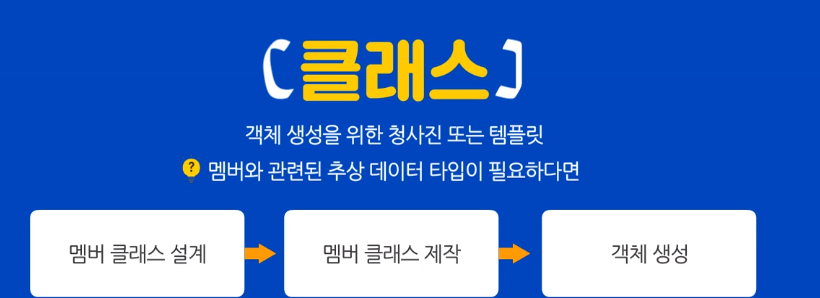 클래스
객체 생성을 위한 청사진 또는 템플릿
? 멤버와 관련된 추상 데이터 타입이 필요하다면
멤버 클래스 설계
멤버 클래스 제작
객체 생성